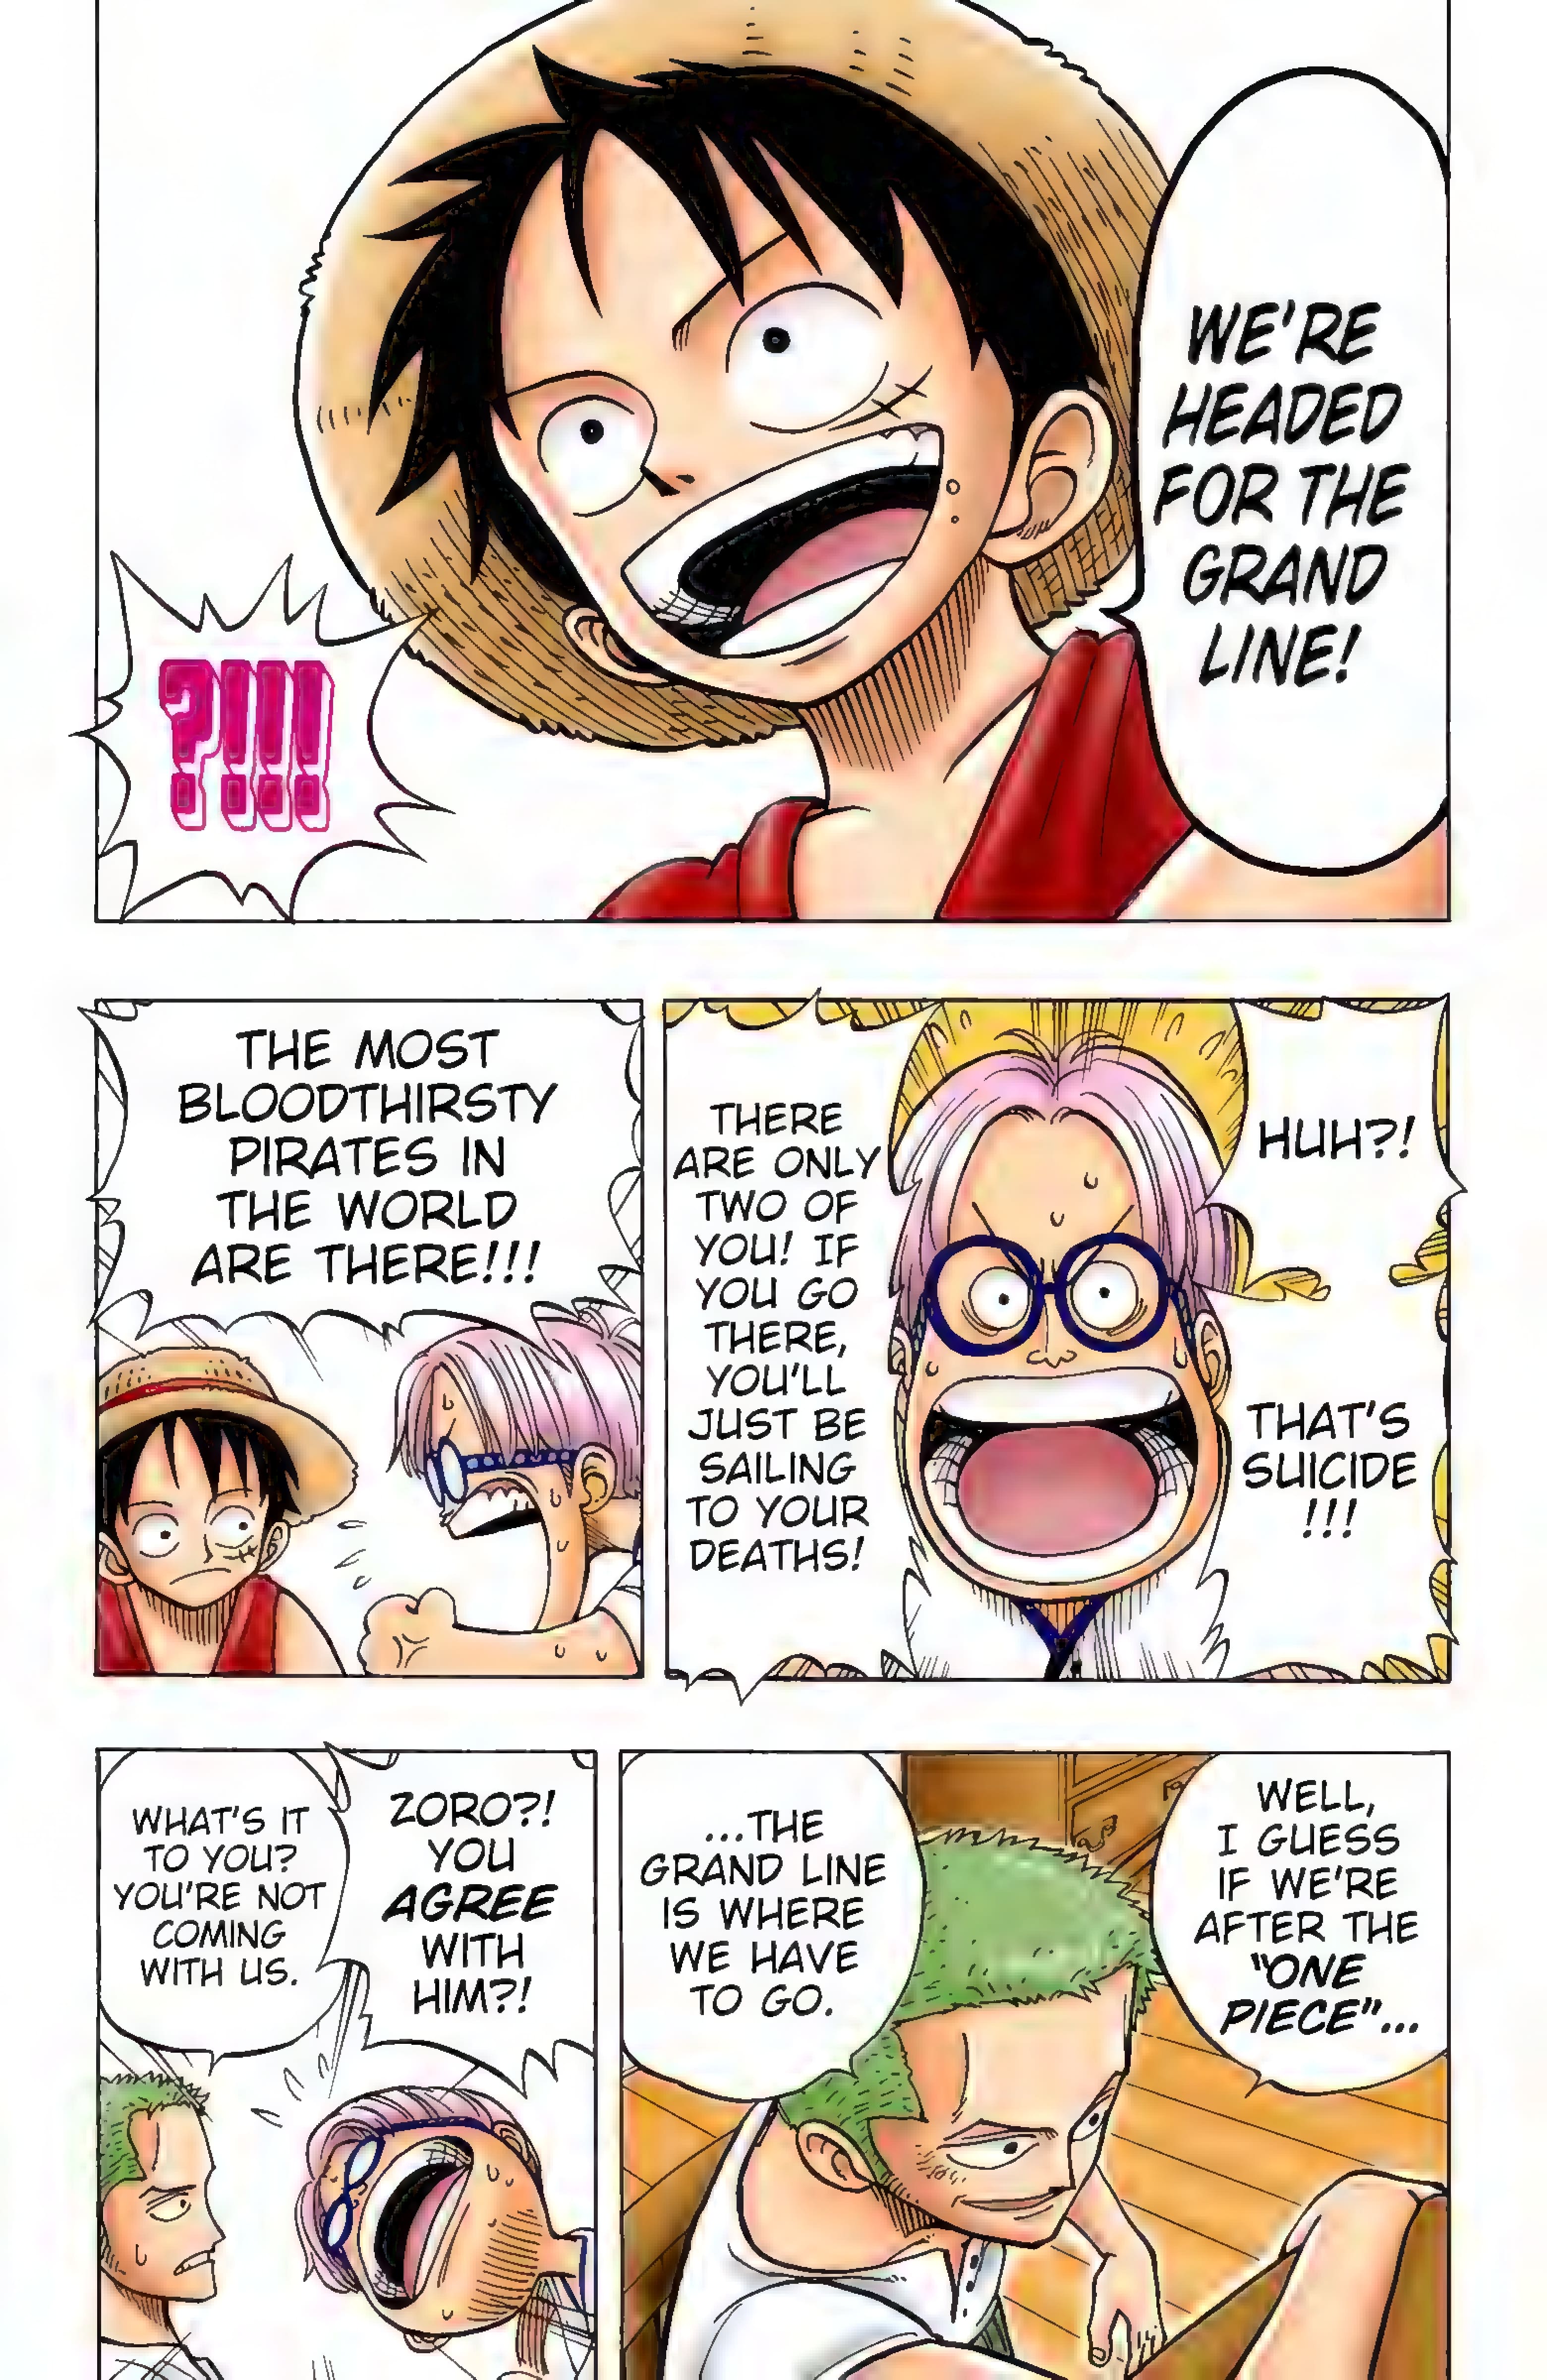 WE'RE
HEADED
FOR THE
GRAND
LINE!
?!!!
HUH?!
THAT'S
SUICIDE
!!!
THERE
ARE ONLY
TWO OF
YOU! IF
YOU GO
THERE,
YOU'LL
JUST BE
SAILING
TO YOUR
DEATHS!
THE MOST
BLOODTHIRSTY
PIRATES IN
THE WORLD
ARE THERE!!!
WELL,
I GUESS
IF WE'RE
AFTER THE
"ONE
PIECE"...
...THE
GRAND LINE
IS WHERE
WE HAVE
TO GO.
ZORO?!
YOU
AGREE
WITH
HIM?!
WHAT'S IT
TO YOU?
YOU'RE NOT
COMING
WITH US.